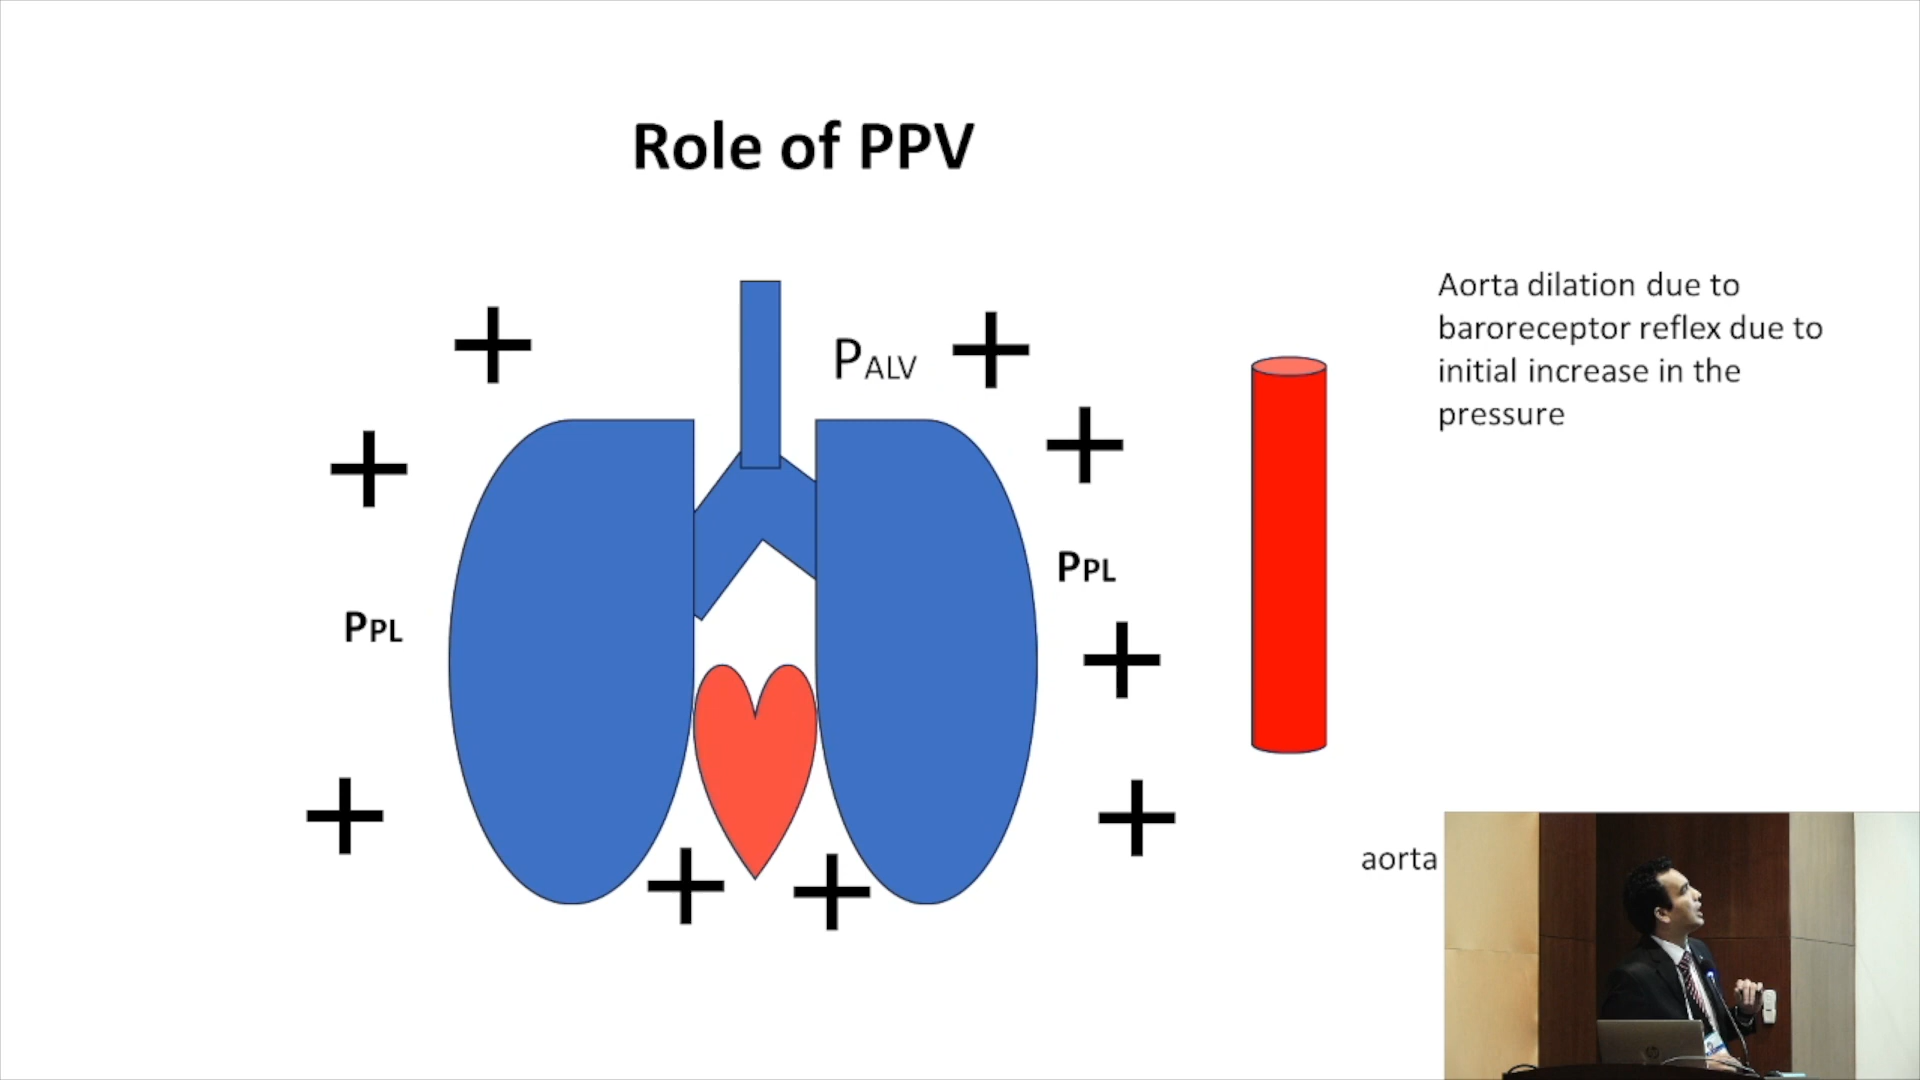 Role of PPV
PALV
Aorta dilation due to
baroreceptor reflex due to
initial increase in the
pressure
PPL
PPL
aorta